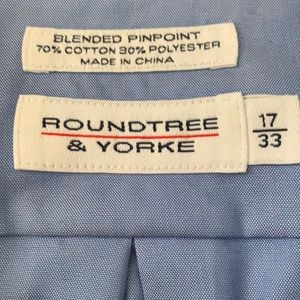 BLENDED PINPOINT
70% COTTON 30% POLYESTER
MADE IN CHINA
ROUNDTREE
& YORKE
17
33